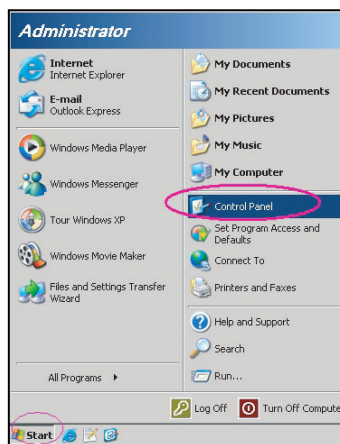 Administrator
Internet
Internet Explorer
E-mail
Outlook Express
Windows Media Player
Windows Messenger
Tour Windows XP
Windows Movie Maker
Files and Settings Transfer
Wizard
All Programs
My Documents
My Recent Documents
My Pictures
My Music
My Computer
Control Panel
Set Program Access and
Defaults
Connect To
Printers and Faxes
Help and Support
Search
Run...
Log Off
Turn Off Compute
Start